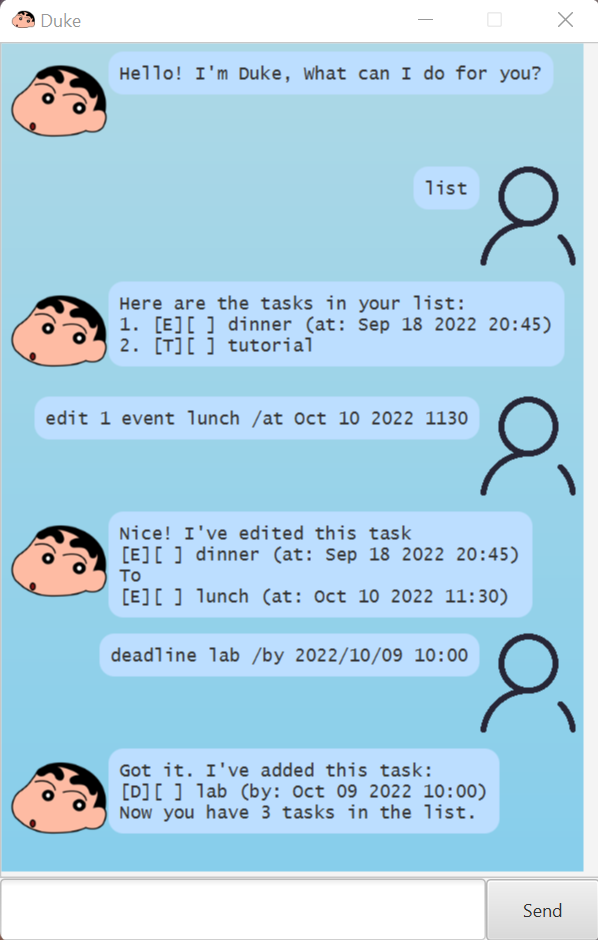 Duke
Hello! I'm Duke, What can I do for you?
list
Here are the tasks in your list:
1. [E][ ] dinner (at: Sep 18 2022 20:45)
2. [T][ ] tutorial
edit 1 event lunch /at Oct 10 2022 1130
Nice! I've edited this task
[E][ ] dinner (at: Sep 18 2022 20:45)
To
[E][ ] lunch (at: Oct 10 2022 11:30)
deadline lab /by 2022/10/09 10:00
Got it. I've added this task:
[D][ ] lab (by: Oct 09 2022 10:00)
Now you have 3 tasks in the list.
Send